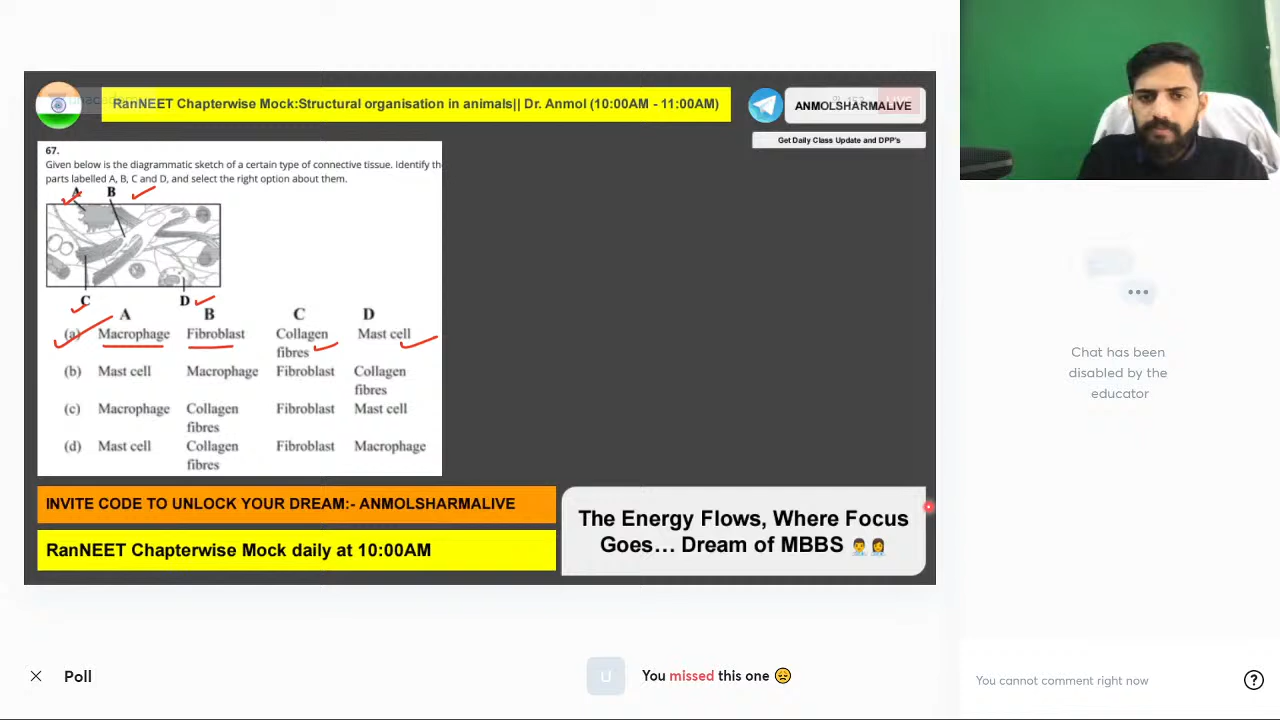 RanNEET Chapterwise Mock:Structural organisation in animals|| Dr. Anmol (10:00AM - 11:00AM)
ANMOLSHARMALIVE
Get Daily Class Update and DPP's
67.
Given below is the diagrammatic sketch of a certain type of connective tissue. Identify the
parts labelled A, B, C and D, and select the right option about them.
A B
C D
A B C D
(a) Macrophage Fibroblast Collagen fibres Mast cell
(b) Mast cell Macrophage Fibroblast Collagen fibres
(c) Macrophage Collagen fibres Fibroblast Mast cell
(d) Mast cell Collagen fibres Fibroblast Macrophage
INVITE CODE TO UNLOCK YOUR DREAM:- ANMOLSHARMALIVE
RanNEET Chapterwise Mock daily at 10:00AM
The Energy Flows, Where Focus
Goes... Dream of MBBS
Chat has been
disabled by the
educator
Poll
U
You missed this one
You cannot comment right now
?